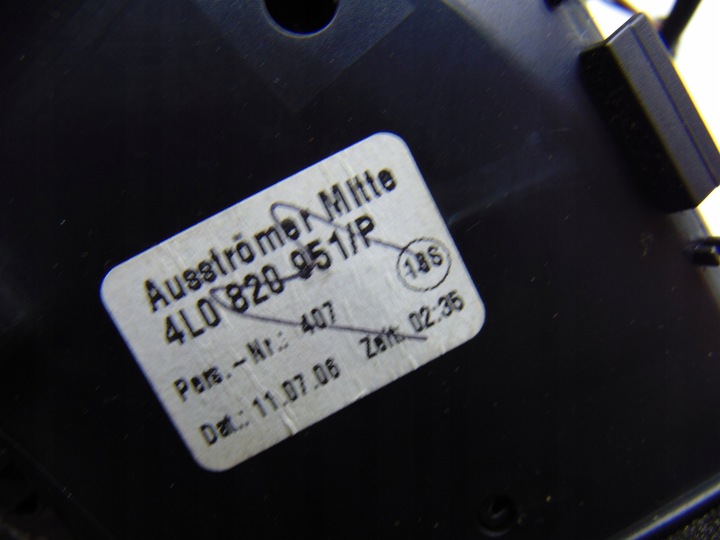 Ausströmer Mitte
4L0 820 951/P
Pers.-Nr.: 407
Dat.: 11.07.06 Zeit: 02:35